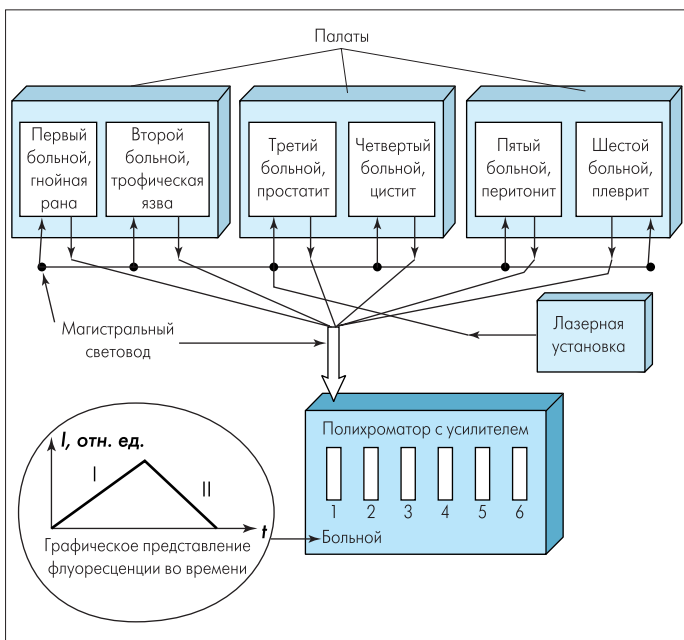 Палаты
Первый
больной,
гнойная
рана
Второй
больной,
трофическая
язва
Третий
больной,
простатит
Четвертый
больной,
цистит
Пятый
больной,
перитонит
Шестой
больной,
плеврит
Магистральный
световод
Лазерная
установка
Полихроматор с усилителем
1 2 3 4 5 6
Больной
I, отн. ед.
I
II
t
Графическое представление
флуоресценции во времени